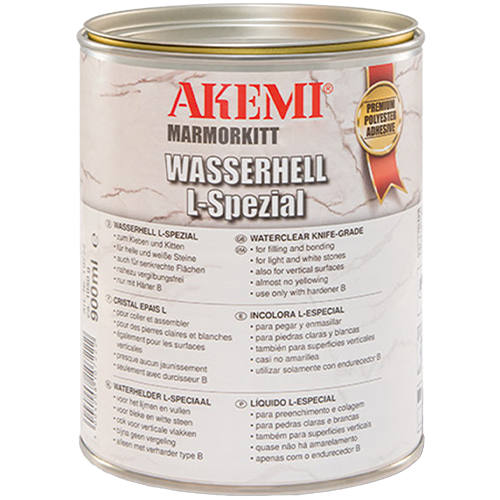 AKEMI®
MARMORKITT
WASSERHELL
L-Spezial
PREMIUM
POLYESTER
ADHESIVE
WASSERHELL L-SPEZIAL
• zum Kleben und Kitten
• für helle und weiße Steine
• auch für senkrechte Flächen
nahezu vergilbungsfrei
• nur mit Härter B
WATERCLEAR KNIFE-GRADE
• for filling and bonding
• for light and white stones
• also for vertical surfaces
• almost no yellowing
• use only with hardener B
CRISTAL EPAIS L
• pour coller et assembler
• pour des pierres claires et blanches
• également pour les surfaces
verticales
• presque aucun jaunissement
• seulement avec durcisseur B
INCOLORA L-ESPECIAL
• para pegar y enmasillar
• para piedras claras y blancas
• también para superficies verticales
• casi no amarillea
• utilizar solamente con endurecedor B
WATERHELDER L-SPECIAAL
• voor het lijmen en vullen
• voor bleke en witte steen
• ook voor verticale vlakken
• bijna geen vergeling
• alleen met verharder type B
LÍQUIDO L-ESPECIAL
• para preenchimento e colagem
• para pedras claras e brancas
• também para superfícies verticais
• quase não há amarelamento
• apenas com o endurecedor B
900ml e